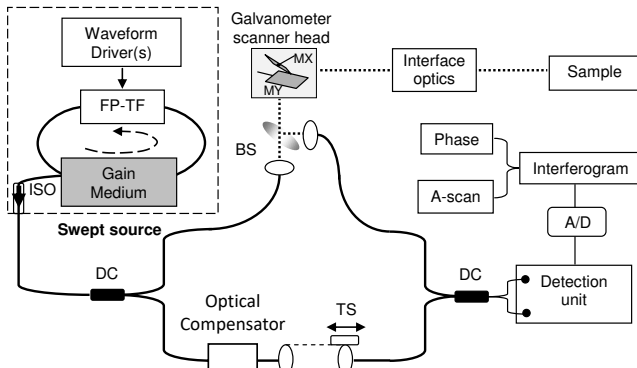 Galvanometer
scanner head
Waveform
Driver(s)
MX
MY
Interface
optics
Sample
FP-TF
BS
Phase
Gain
Medium
ISO
Interferogram
A-scan
Swept source
A/D
DC
DC
Optical
Compensator
TS
Detection
unit